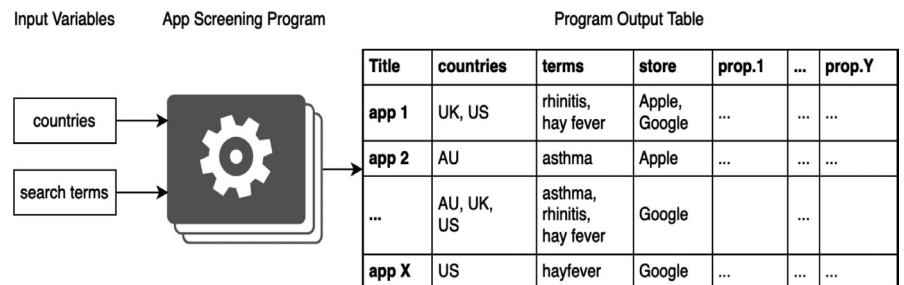 Input Variables App Screening Program Program Output Table
countries
search terms
Title countries terms store prop.1 ... prop.Y
app 1 UK, US rhinitis, hay fever Apple, Google ... ... ...
app 2 AU asthma Apple ... ... ...
... AU, UK, US asthma, rhinitis, hay fever Google ...
app X US hayfever Google ... ... ...